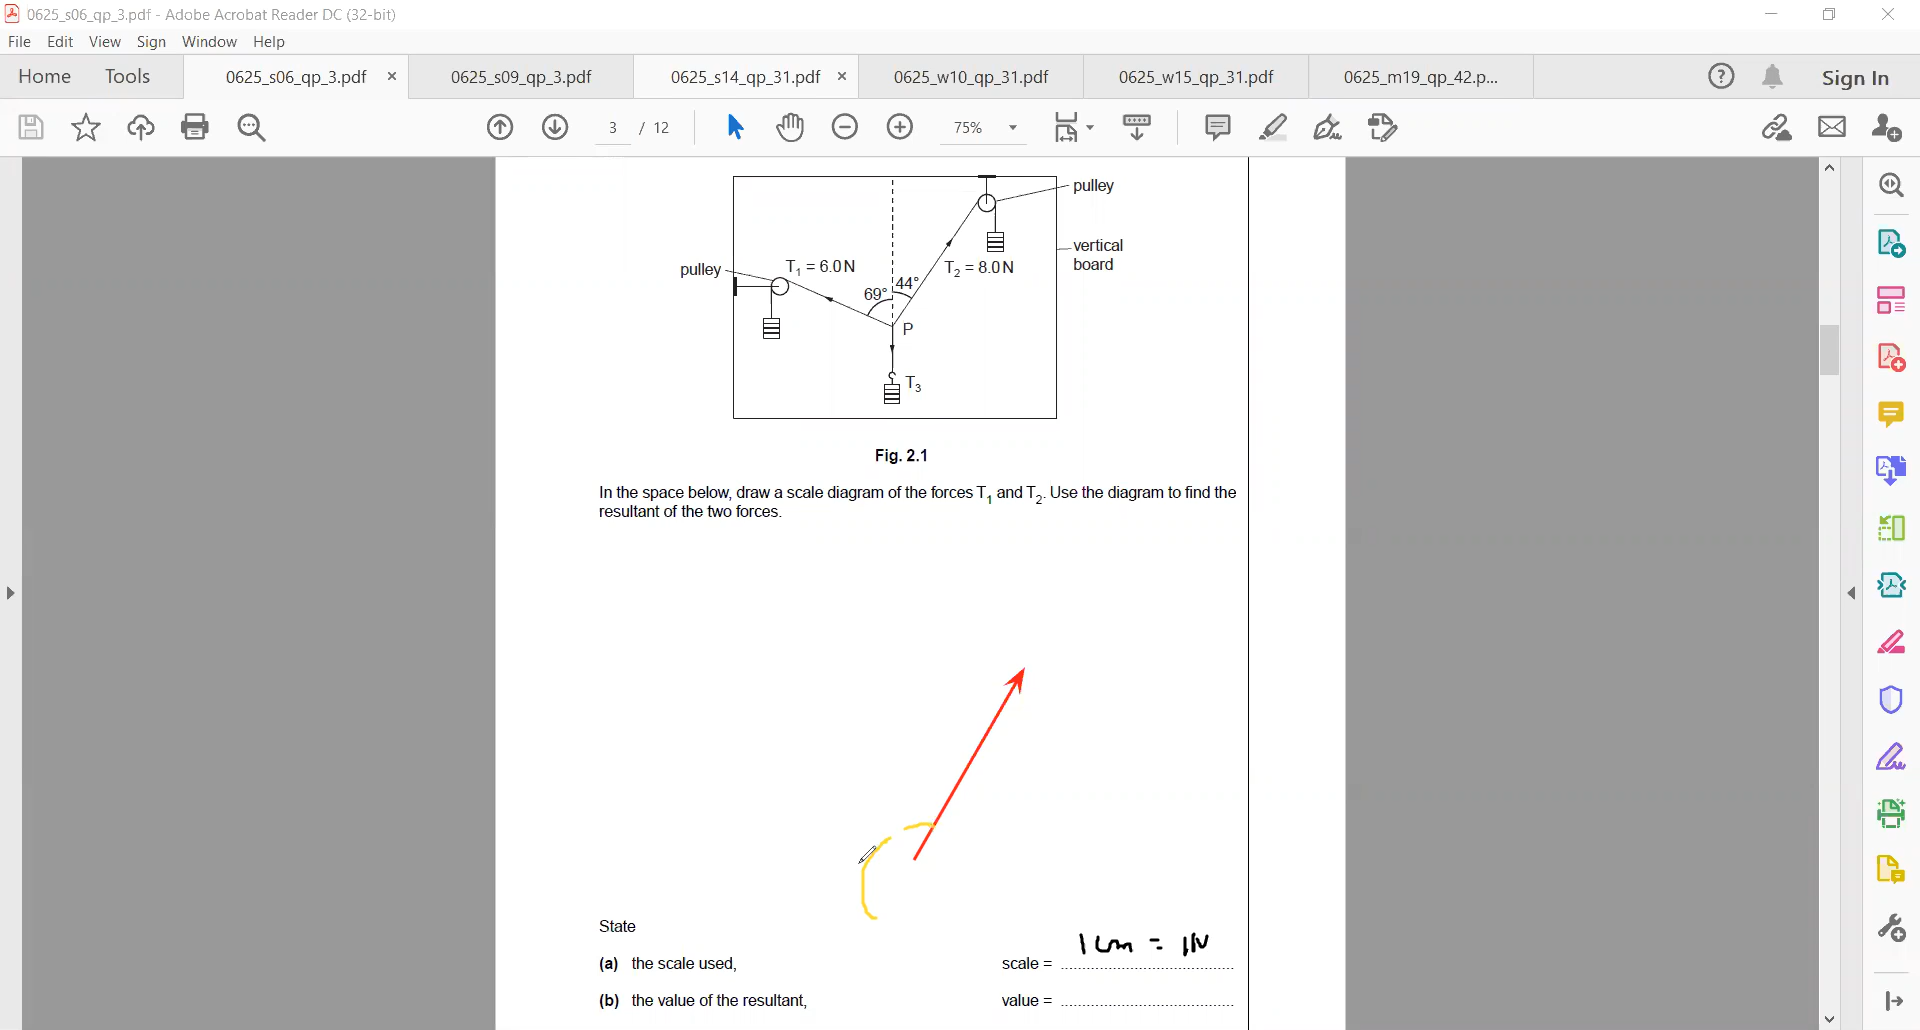 0625_s06_qp_3.pdf - Adobe Acrobat Reader DC (32-bit)
File Edit View Sign Window Help
Home Tools 0625_s06_qp_3.pdf × 0625_s09_qp_3.pdf 0625_s14_qp_31.pdf × 0625_w10_qp_31.pdf 0625_w15_qp_31.pdf 0625_m19_qp_42.p... Sign In
3 / 12 75%
pulley
vertical
board
pulley
T1 = 6.0 N
T2 = 8.0 N
69° 44°
P
T3
Fig. 2.1
In the space below, draw a scale diagram of the forces T1 and T2. Use the diagram to find the
resultant of the two forces.
State
1 cm = 1N
(a) the scale used, scale = ..........................................
(b) the value of the resultant, value = ..........................................